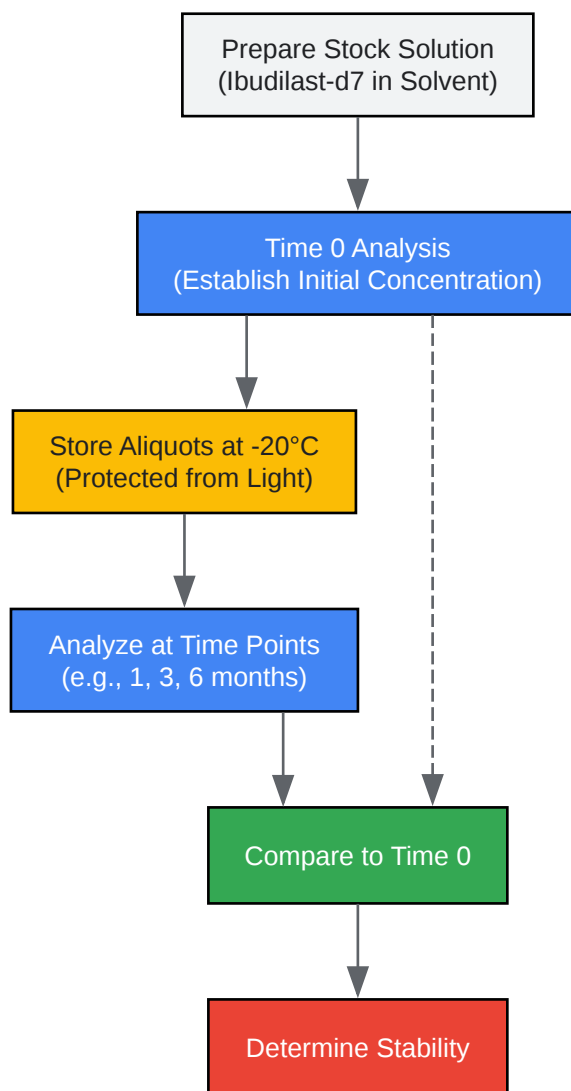 Prepare Stock Solution
(Ibudilast-d7 in Solvent)
Time 0 Analysis
(Establish Initial Concentration)
Store Aliquots at -20°C
(Protected from Light)
Analyze at Time Points
(e.g., 1, 3, 6 months)
Compare to Time 0
Determine Stability